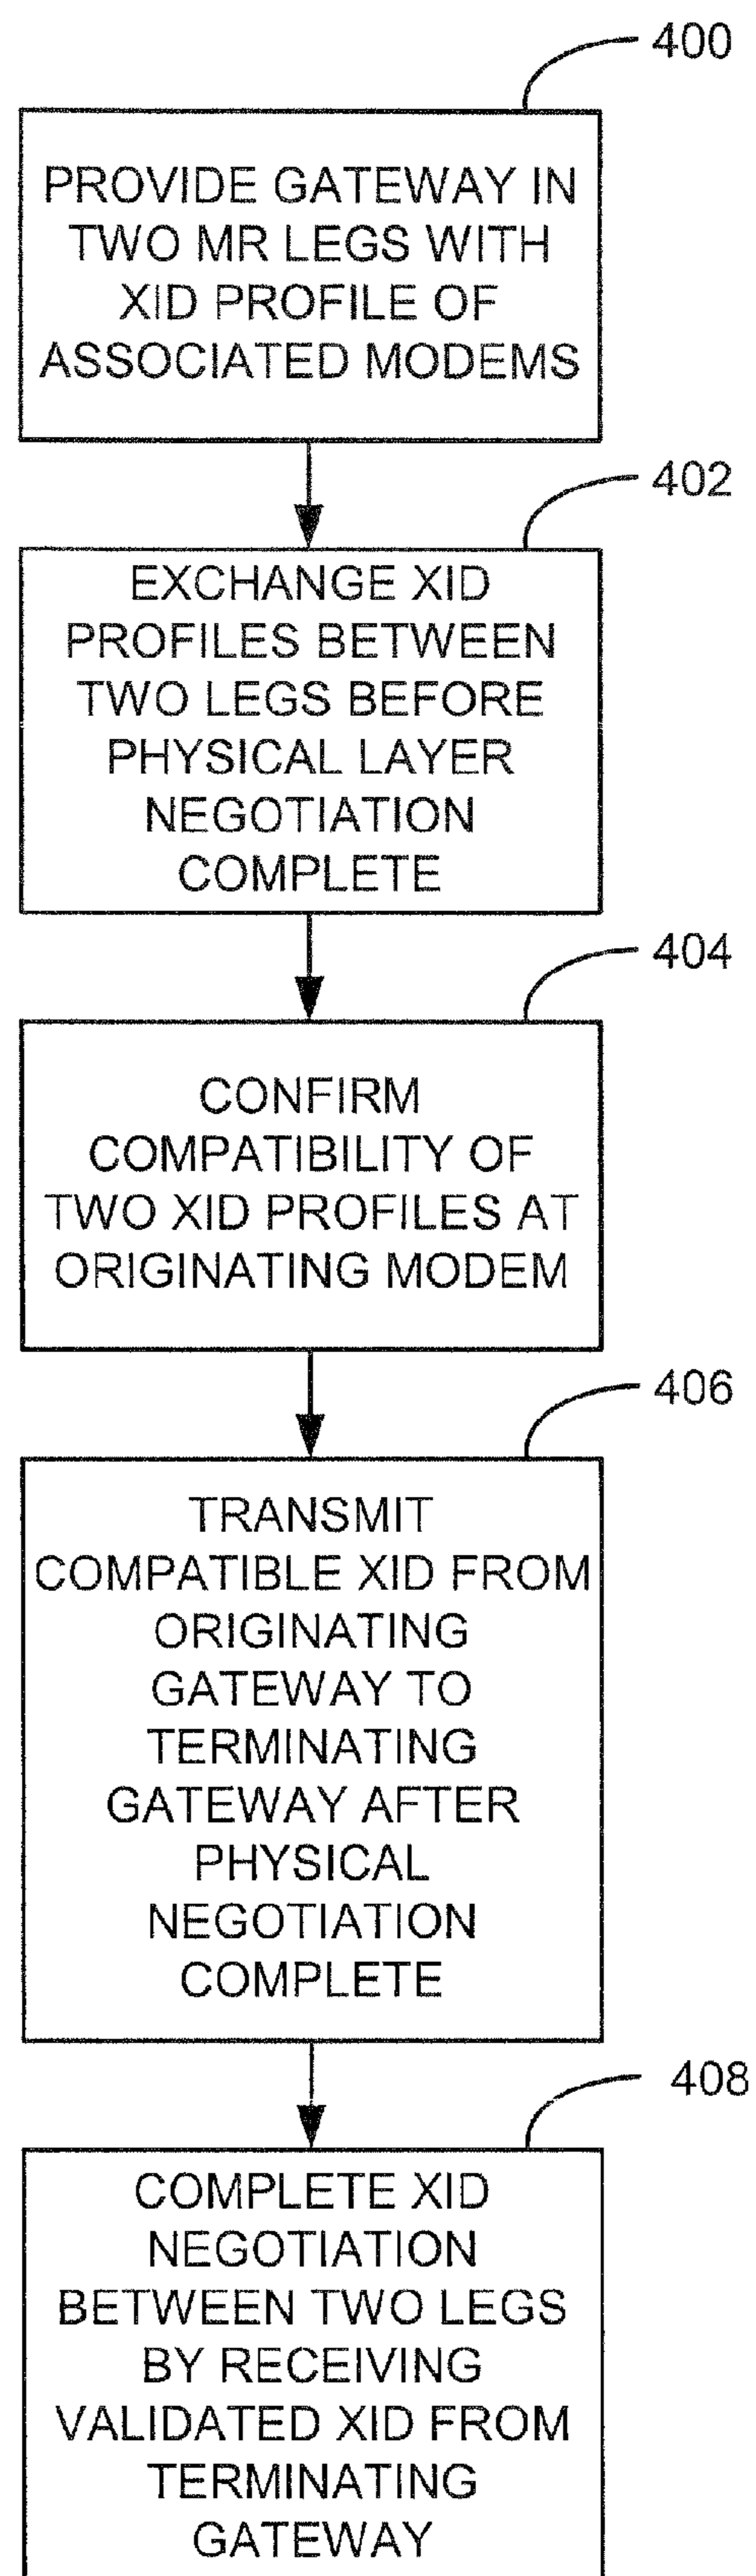 400
PROVIDE GATEWAY IN
TWO MR LEGS WITH
XID PROFILE OF
ASSOCIATED MODEMS
402
EXCHANGE XID
PROFILES BETWEEN
TWO LEGS BEFORE
PHYSICAL LAYER
NEGOTIATION
COMPLETE
404
CONFIRM
COMPATIBILITY OF
TWO XID PROFILES AT
ORIGINATING MODEM
406
TRANSMIT
COMPATIBLE XID FROM
ORIGINATING
GATEWAY TO
TERMINATING
GATEWAY AFTER
PHYSICAL
NEGOTIATION
COMPLETE
408
COMPLETE XID
NEGOTIATION
BETWEEN TWO LEGS
BY RECEIVING
VALIDATED XID FROM
TERMINATING
GATEWAY